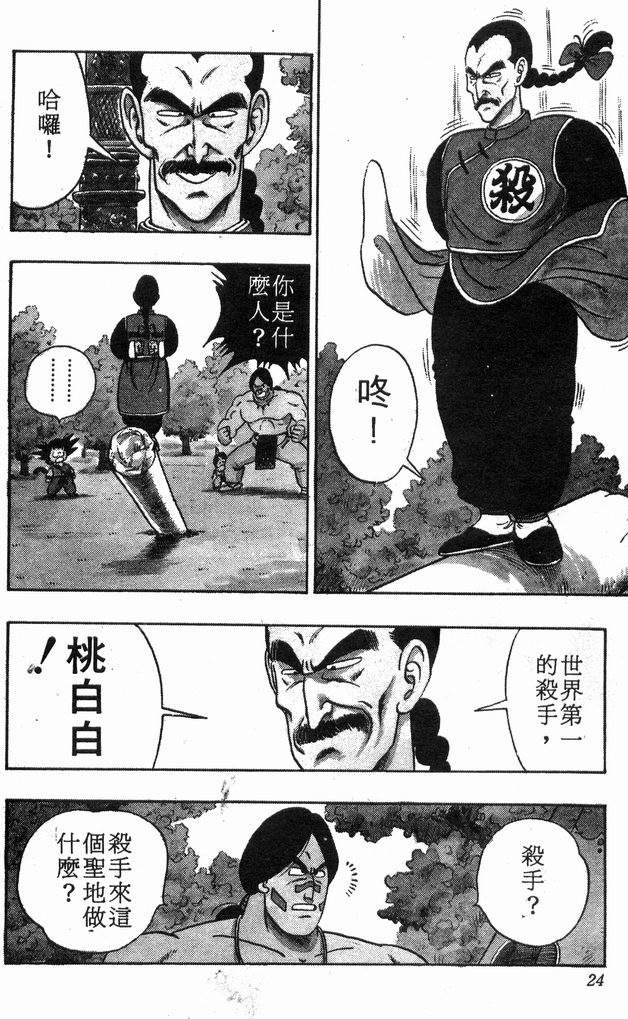 殺
咚！
哈囉！
你是什
麼人？
………
………
世界第一
的殺手，
桃白白
！
殺手？
殺手來這
個聖地做
什麼？
24